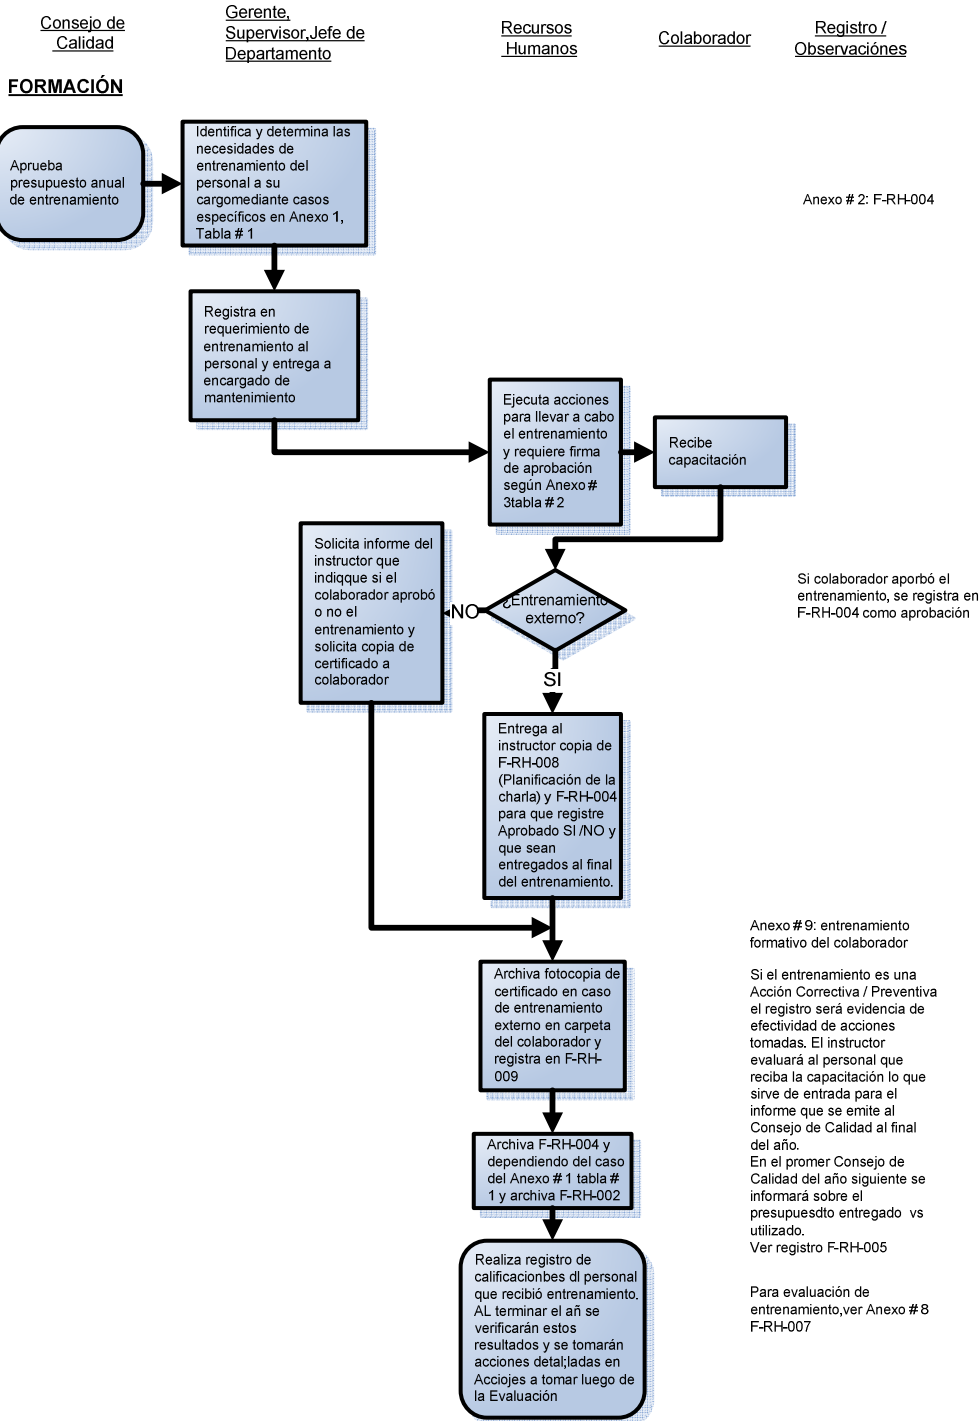 Consejo de
Calidad
Gerente,
Supervisor,Jefe de
Departamento
Recursos
Humanos
Colaborador
Registro /
Observaciónes
FORMACIÓN
Aprueba
presupuesto anual
de entrenamiento
Identifica y determina las
necesidades de
entrenamiento del
personal a su
cargomediante casos
específicos en Anexo 1,
Tabla # 1
Anexo # 2: F-RH-004
Registra en
requerimiento de
entrenamiento al
personal y entrega a
encargado de
mantenimiento
Ejecuta acciones
para llevar a cabo
el entrenamiento
y requiere firma
de aprobación
según Anexo #
3tabla # 2
Recibe
capacitación
Solicita informe del
instructor que
indiqque si el
colaborador aprobó
o no el
entrenamiento y
solicita copia de
certificado a
colaborador
NO
¿Entrenamiento
externo?
Si colaborador aporbó el
entrenamiento, se registra en
F-RH-004 como aprobación
SI
Entrega al
instructor copia de
F-RH-008
(Planificación de la
charla) y F-RH-004
para que registre
Aprobado SI /NO y
que sean
entregados al final
del entrenamiento.
Archiva fotocopia de
certificado en caso
de entrenamiento
externo en carpeta
del colaborador y
registra en F-RH-
009
Anexo # 9: entrenamiento
formativo del colaborador
Si el entrenamiento es una
Acción Correctiva / Preventiva
el registro será evidencia de
efectividad de acciones
tomadas. El instructor
evaluará al personal que
reciba la capacitación lo que
sirve de entrada para el
informe que se emite al
Consejo de Calidad al final
del año.
En el promer Consejo de
Calidad del año siguiente se
informará sobre el
presupuesdto entregado vs
utilizado.
Ver registro F-RH-005
Archiva F-RH-004 y
dependiendo del caso
del Anexo # 1 tabla #
1 y archiva F-RH-002
Realiza registro de
calificacionbes dl personal
que recibió entrenamiento.
AL terminar el añ se
verificarán estos
resultados y se tomarán
acciones detal;ladas en
Acciojes a tomar luego de
la Evaluación
Para evaluación de
entrenamiento,ver Anexo # 8
F-RH-007